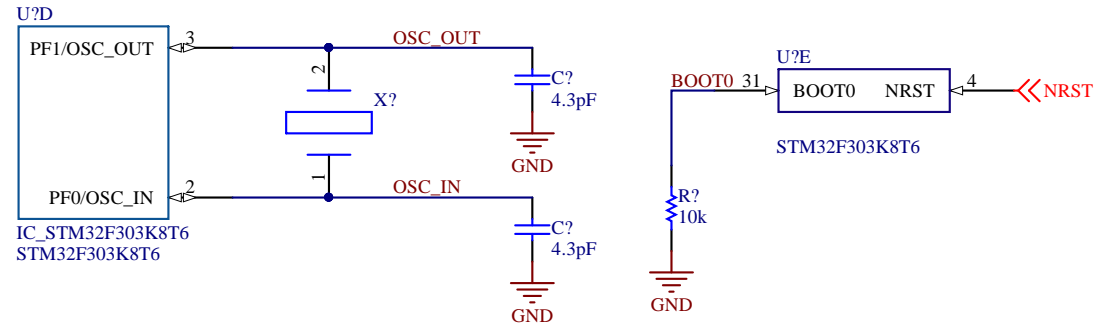 U?D
PF1/OSC_OUT
3
OSC_OUT
2
X?
C?
4.3pF
GND
1
PF0/OSC_IN
2
OSC_IN
C?
4.3pF
GND
IC_STM32F303K8T6
STM32F303K8T6
U?E
BOOT0
31
BOOT0
NRST
4
NRST
STM32F303K8T6
R?
10k
GND